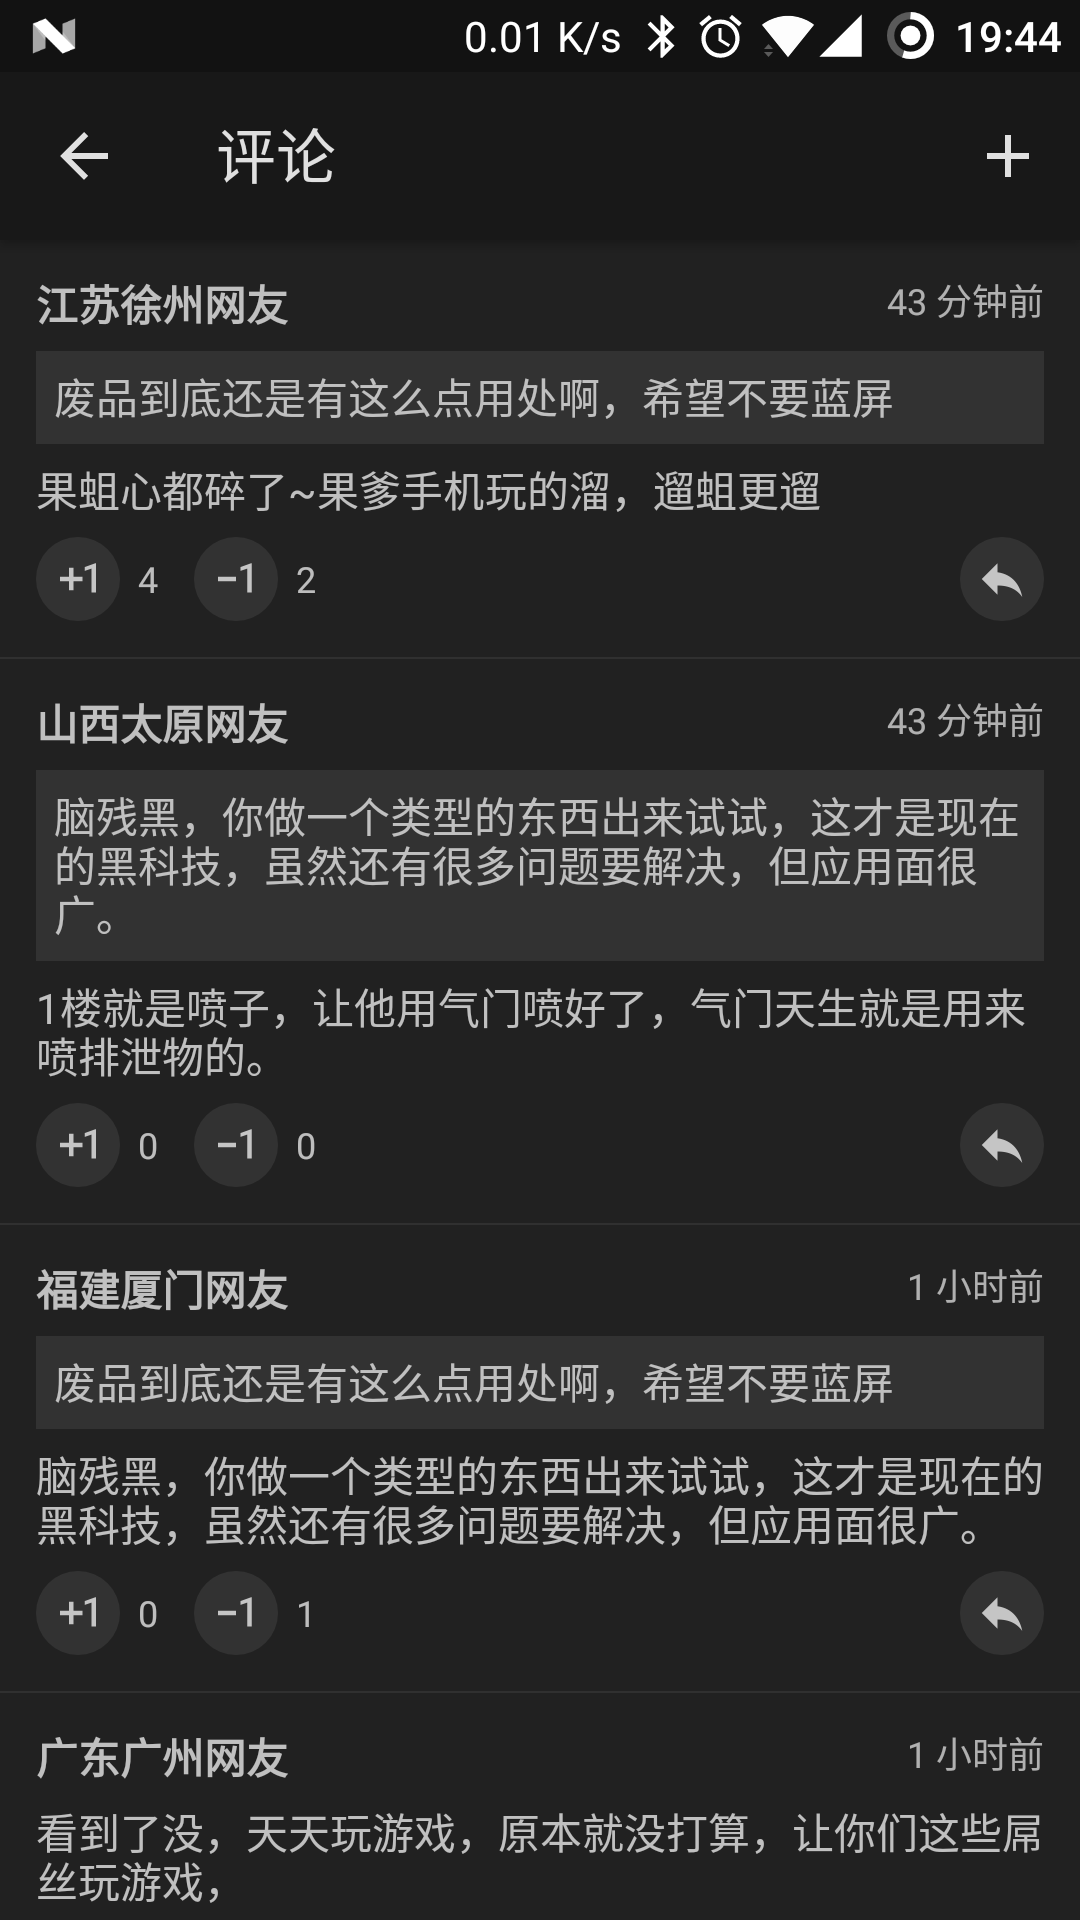 0.01 K/s 19:44
评论
江苏徐州网友 43 分钟前
废品到底还是有这么点用处啊，希望不要蓝屏
果蛆心都碎了~果爹手机玩的溜，遛蛆更遛
+1 4 -1 2
山西太原网友 43 分钟前
脑残黑，你做一个类型的东西出来试试，这才是现在
的黑科技，虽然还有很多问题要解决，但应用面很
广。
1楼就是喷子，让他用气门喷好了，气门天生就是用来
喷排泄物的。
+1 0 -1 0
福建厦门网友 1 小时前
废品到底还是有这么点用处啊，希望不要蓝屏
脑残黑，你做一个类型的东西出来试试，这才是现在的
黑科技，虽然还有很多问题要解决，但应用面很广。
+1 0 -1 1
广东广州网友 1 小时前
看到了没，天天玩游戏，原本就没打算，让你们这些屌
丝玩游戏，